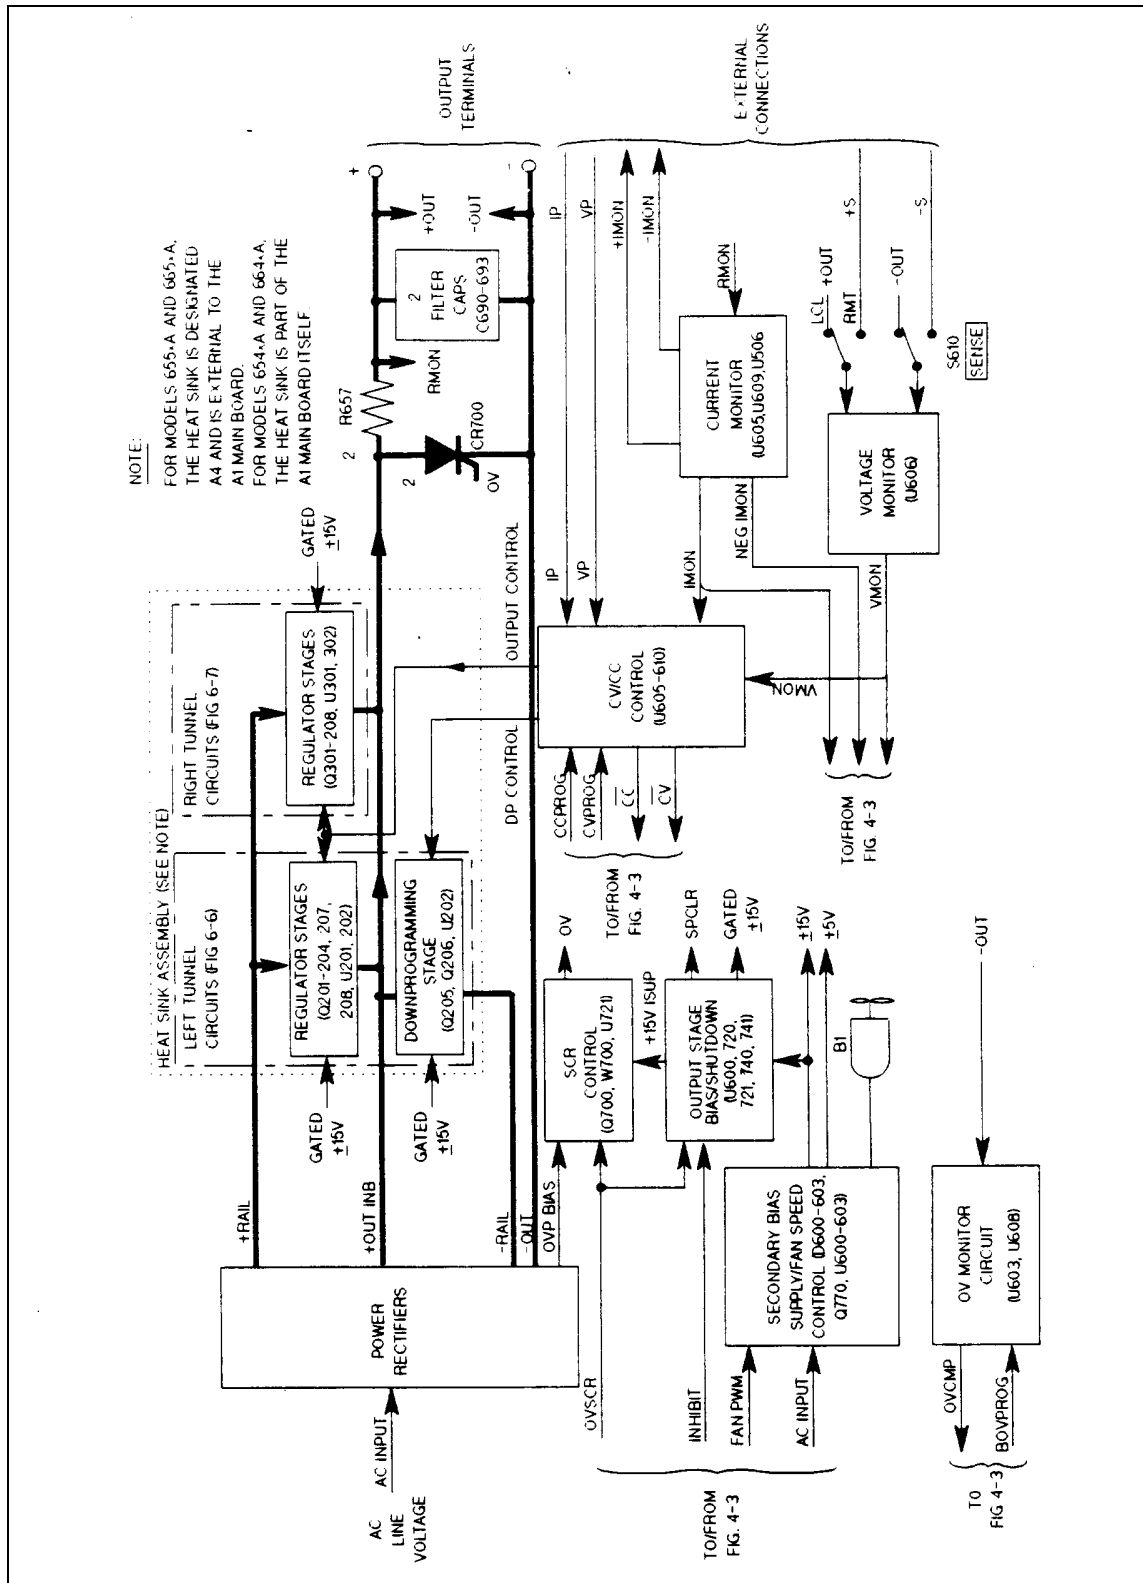 NOTE:
FOR MODELS 655xA AND 665xA,
THE HEAT SINK IS DESIGNATED
A4 AND IS EXTERNAL TO THE
A1 MAIN BOARD.
FOR MODELS 654xA AND 664xA,
THE HEAT SINK IS PART OF THE
A1 MAIN BOARD ITSELF
HEAT SINK ASSEMBLY (SEE NOTE)
LEFT TUNNEL
CIRCUITS (FIG 6-6)
RIGHT TUNNEL
CIRCUITS (FIG 6-7)
REGULATOR STAGES
(Q201-204, 207,
208, U201, 202)
REGULATOR STAGES
(Q301-208, U301, 302)
GATED
±15V
GATED
±15V
DOWNPROGRAMMING
STAGE
(Q205, Q206, U202)
GATED
±15V
AC
LINE
VOLTAGE
AC INPUT
POWER
RECTIFIERS
+RAIL
+OUT INB
-RAIL
-OUT
OVP BIAS
2
R657
2
CR700
OV
RMON
2
FILTER
CAPS
C690-693
+OUT
-OUT
+
-
OUTPUT
TERMINALS
DP CONTROL
OUTPUT CONTROL
OVSCR
INHIBIT
FAN PWM
AC INPUT
TO/FROM
FIG. 4-3
SCR
CONTROL
(Q700, W700, U721)
OV
+15V ISUP
OUTPUT STAGE
BIAS/SHUTDOWN
(U600, 720,
721, 740, 741)
SPCLR
GATED
±15V
SECONDARY BIAS
SUPPLY/FAN SPEED
CONTROL (D600-603,
Q770, U600-603)
±15V
±5V
B1
CCPROG
CVPROG
CC
CV
TO/FROM
FIG. 4-3
CV/CC
CONTROL
(U605-610)
IP
VP
IP
VP
IMON
NEG IMON
VMON
VMON
CURRENT
MONITOR
(U605,U609,U506
+IMON
-IMON
RMON
VOLTAGE
MONITOR
(U606)
LCL
+OUT
RMT
+S
-OUT
-S
S610
SENSE
EXTERNAL
CONNECTIONS
TO/FROM
FIG. 4-3
TO
FIG 4-3
OVCMP
BOVPROG
OV MONITOR
CIRCUIT
(U603, U608)
-OUT